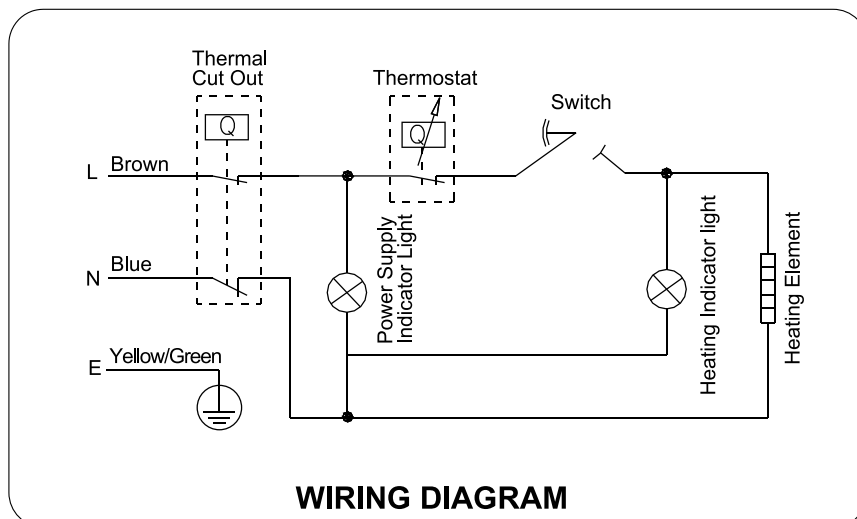 Thermal
Cut Out
Thermostat
Switch
Q
Q
L Brown
N Blue
E Yellow/Green
Power Supply
Indicator Light
Heating Indicator light
Heating Element
WIRING DIAGRAM